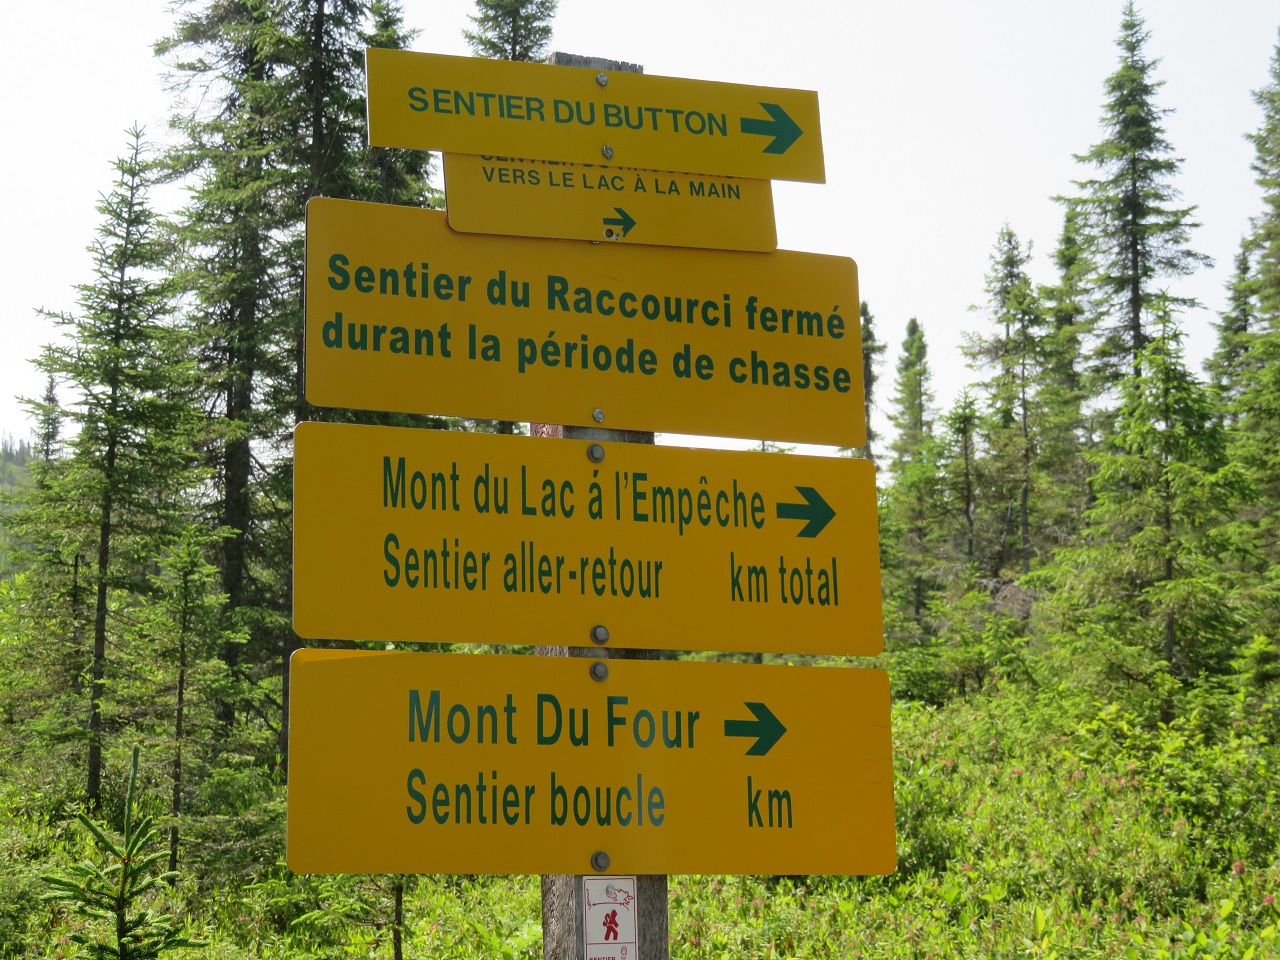 SENTIER DU BUTTON
VERS LE LAC À LA MAIN
Sentier du Raccourci fermé
durant la période de chasse
Mont du Lac á l'Empêche
Sentier aller-retour km total
Mont Du Four
Sentier boucle km
SENTIER